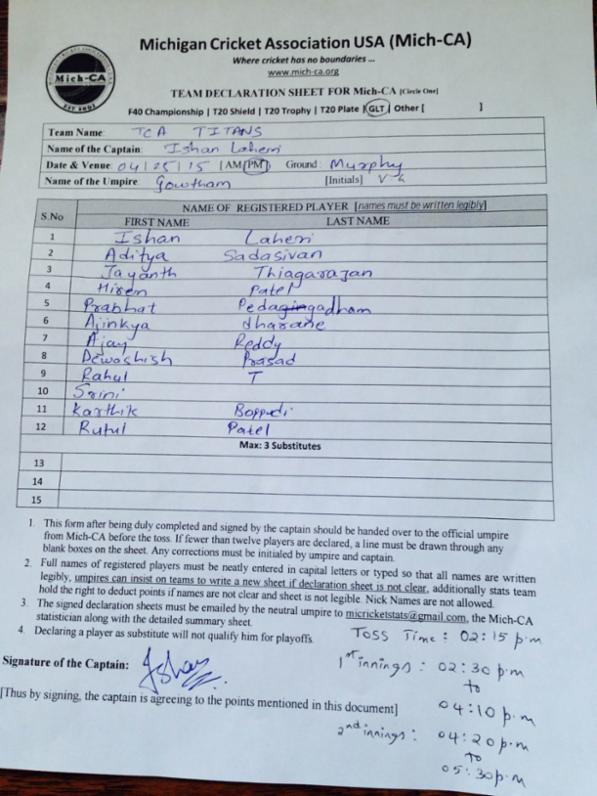 Michigan Cricket Association USA (Mich-CA)
Where cricket has no boundaries ...
www.mich-ca.org
Mich-CA
EST 2001
TEAM DECLARATION SHEET FOR Mich-CA [Circle One]
F40 Championship | T20 Shield | T20 Trophy | T20 Plate | GLT | Other [ ]
Team Name: TCA TITANS
Name of the Captain: Ishan Laheri
Date & Venue: 04/25/15 [AM/PM] Ground: Murphy
Name of the Umpire: Gowtham [Initials] V G
S.No NAME OF REGISTERED PLAYER [names must be written legibly]
FIRST NAME LAST NAME
1 Ishan Laheri
2 Aditya Sadasivan
3 Jayanth Thiagarajan
4 Hiren Patel
5 Prabhat Pedagingadham
6 Ajinkya dharane
7 Ajay Reddy
8 Dewashish Prasad
9 Rahul T
10 Srini
11 Karthik Boppudi
12 Rutul Patel
Max: 3 Substitutes
13
14
15
1. This form after being duly completed and signed by the captain should be handed over to the official umpire
from Mich-CA before the toss. If fewer than twelve players are declared, a line must be drawn through any
blank boxes on the sheet. Any corrections must be initialed by umpire and captain.
2. Full names of registered players must be neatly entered in capital letters or typed so that all names are written
legibly, umpires can insist on teams to write a new sheet if declaration sheet is not clear, additionally stats team
hold the right to deduct points if names are not clear and sheet is not legible. Nick Names are not allowed.
3. The signed declaration sheets must be emailed by the neutral umpire to micricketstats@gmail.com, the Mich-CA
statistician along with the detailed summary sheet.
4. Declaring a player as substitute will not qualify him for playoffs.
Signature of the Captain: Ishan
[Thus by signing, the captain is agreeing to the points mentioned in this document]
Toss Time: 02:15 p.m
1st innings: 02:30 p.m
to
04:10 p.m
2nd innings: 04:20 p.m
To
05:30 p.m